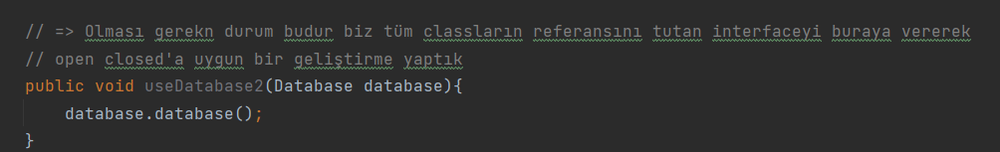 // => Olması gerekn durum budur biz tüm classların referansını tutan interfaceyi buraya vererek
// open closed'a uygun bir geliştirme yaptık
public void useDatabase2(Database database){
    database.database();
}